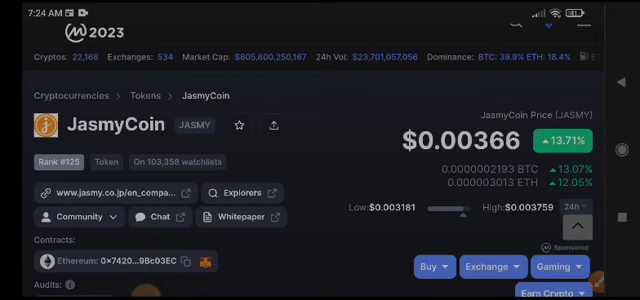 7:24 AM
2023
Cryptos: 22,168 Exchanges: 534 Market Cap: $805,800,250,167 24h Vol: $23,701,057,056 Dominance: BTC: 39.9% ETH: 18.4%
Cryptocurrencies > Tokens > JasmyCoin
JasmyCoin JASMY
Rank #125 Token On 103,358 watchlists
www.jasmy.co.jp/en_compa... Explorers
Community Chat Whitepaper
Contracts:
Ethereum: 0x7420...9Bc03EC
Audits:
JasmyCoin Price (JASMY)
$0.00366 13.71%
0.0000002193 BTC 13.07%
0.000003013 ETH 12.05%
Low: $0.003181 High: $0.003759 24h
Sponsored
Buy Exchange Gaming
Earn Crypto